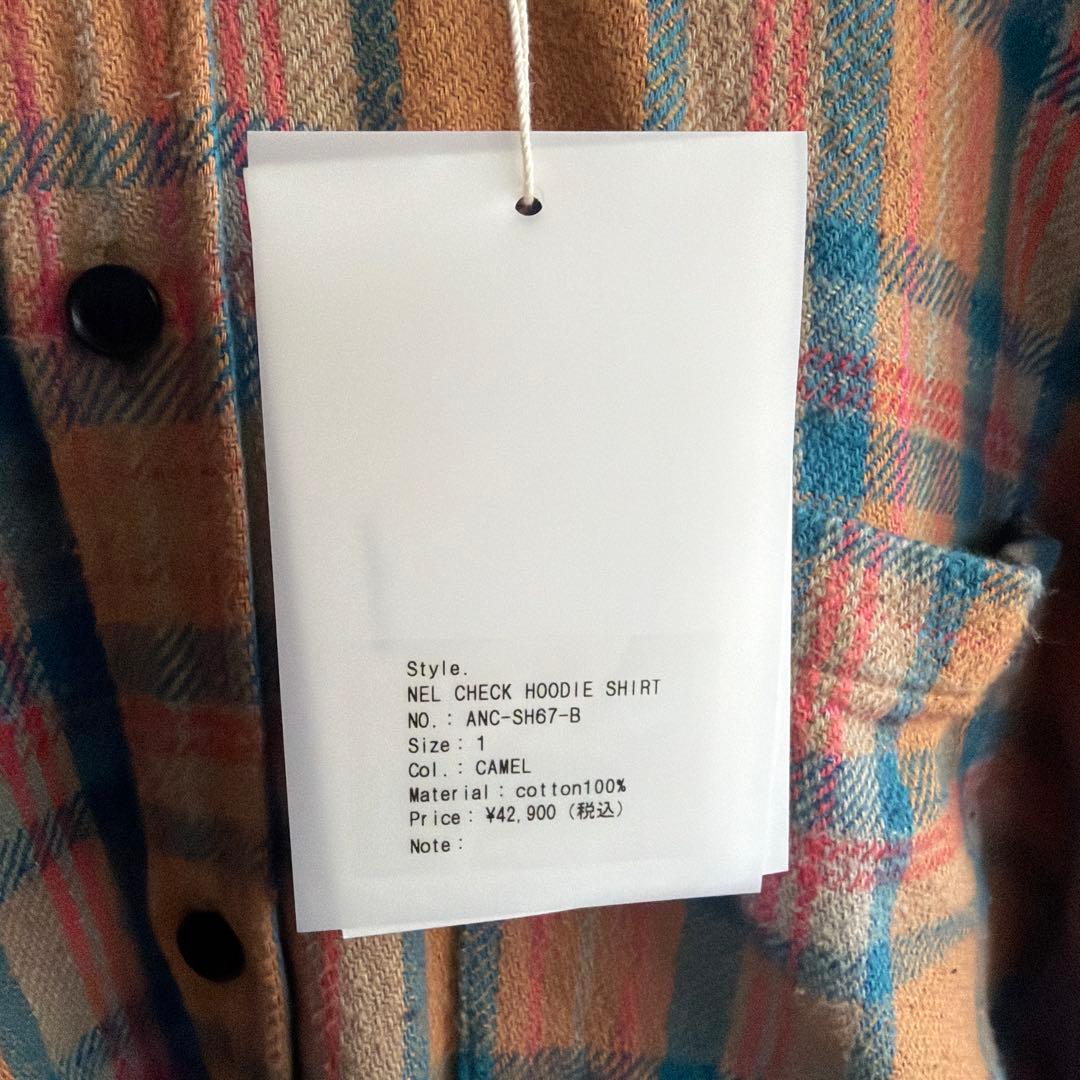 Style.
NEL CHECK HOODIE SHIRT
NO.: ANC-SH67-B
Size: 1
Col.: CAMEL
Material: cotton100%
Price: ¥42,900 (税込)
Note: